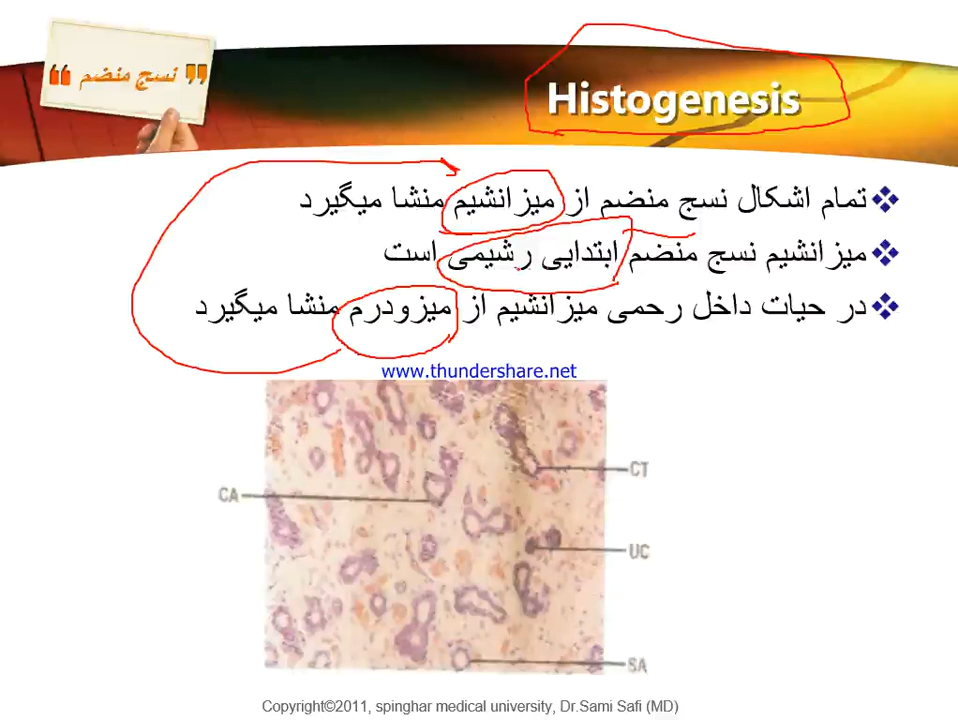 ❝ نسج منضم ❞
Histogenesis
❖ تمام اشکال نسج منضم از میزانشیم منشا میگیرد
❖ میزانشیم نسج منضم ابتدایی رشیمی است
❖ در حیات داخل رحمی میزانشیم از میزودرم منشا میگیرد
www.thundershare.net
CT
CA
UC
SA
Copyright©2011, spinghar medical university, Dr.Sami Safi (MD)